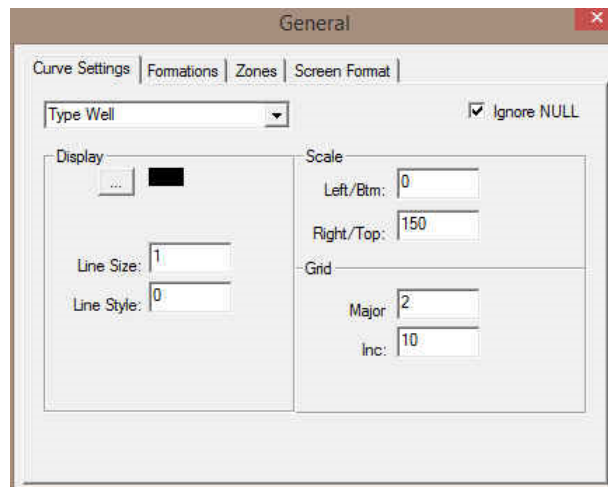 General
Curve Settings Formations Zones Screen Format
Type Well
Ignore NULL
Display
...
Line Size: 1
Line Style: 0
Scale
Left/Btm: 0
Right/Top: 150
Grid
Major 2
Inc: 10